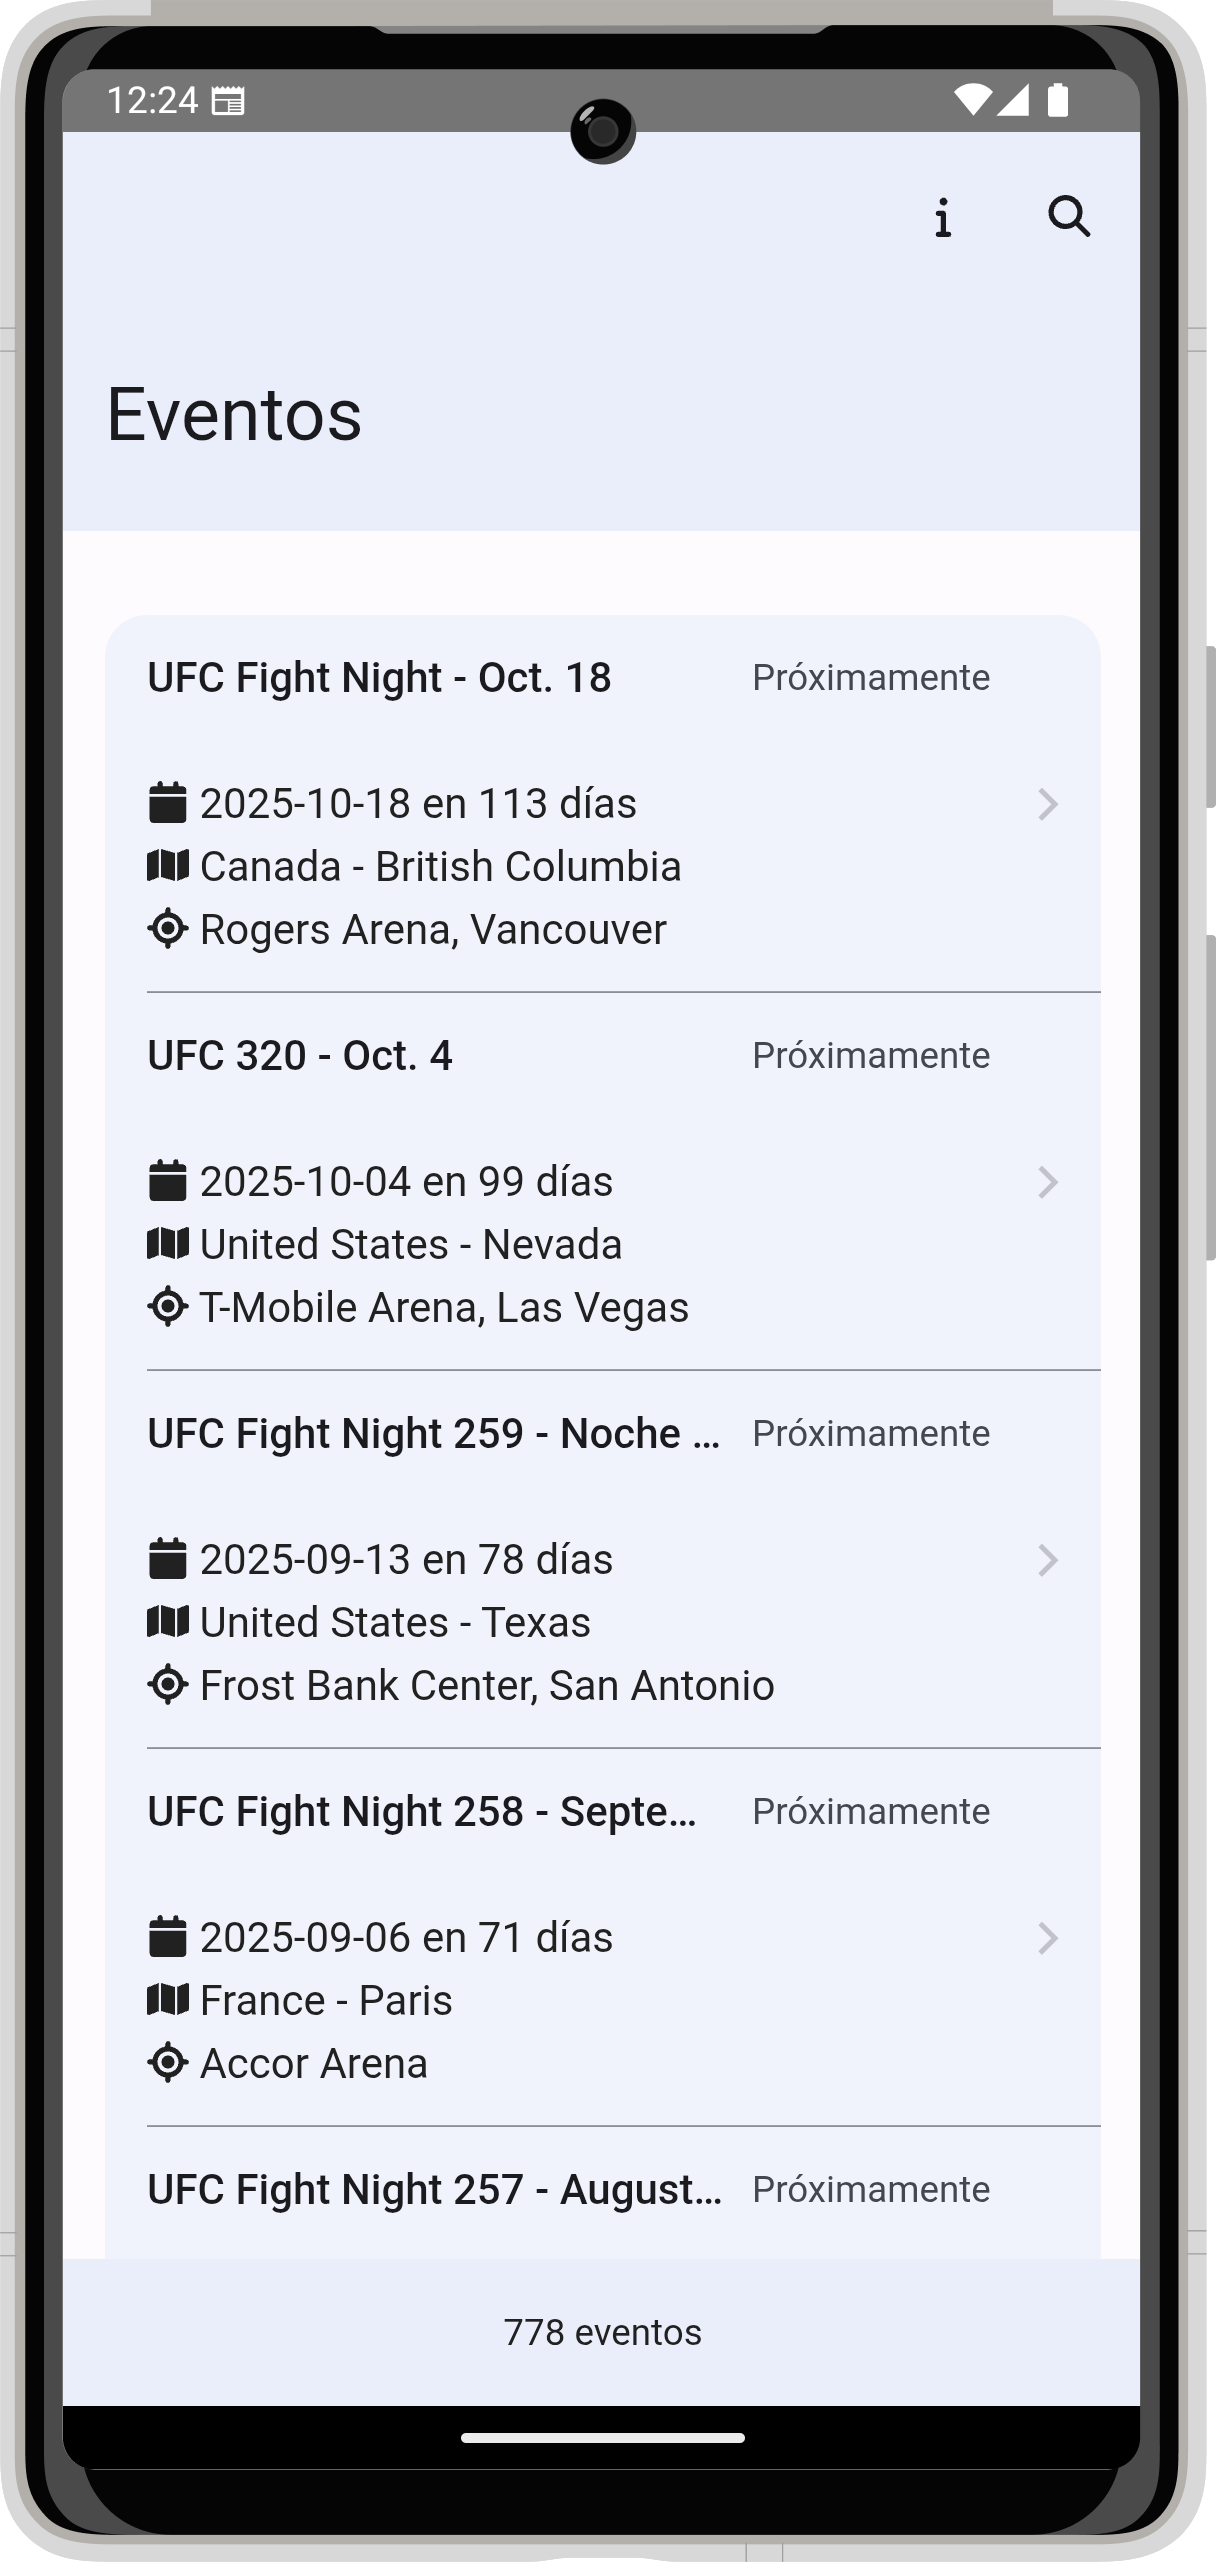 12:24
Eventos
UFC Fight Night - Oct. 18 Próximamente
2025-10-18 en 113 días
Canada - British Columbia
Rogers Arena, Vancouver
UFC 320 - Oct. 4 Próximamente
2025-10-04 en 99 días
United States - Nevada
T-Mobile Arena, Las Vegas
UFC Fight Night 259 - Noche ... Próximamente
2025-09-13 en 78 días
United States - Texas
Frost Bank Center, San Antonio
UFC Fight Night 258 - Septe... Próximamente
2025-09-06 en 71 días
France - Paris
Accor Arena
UFC Fight Night 257 - August... Próximamente
778 eventos